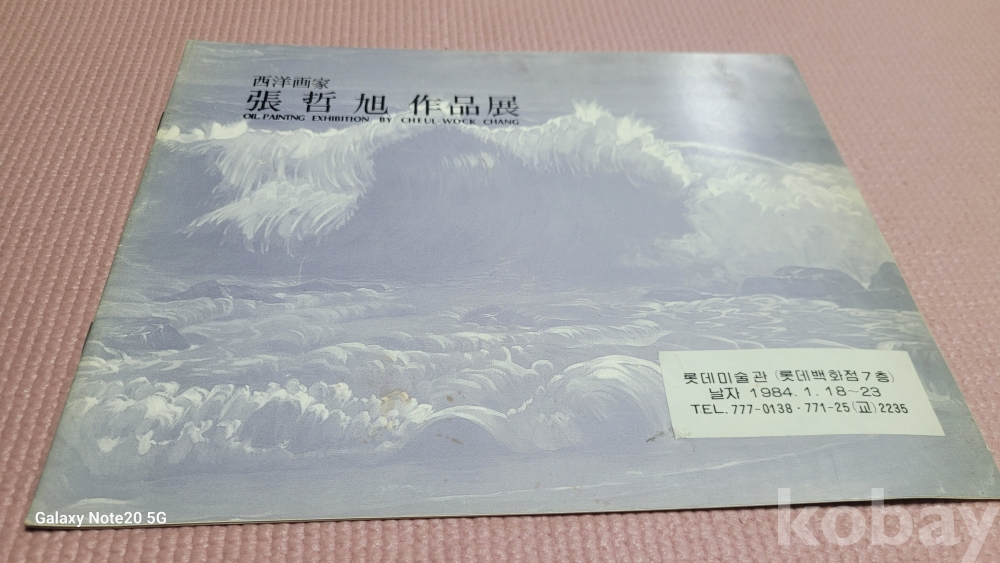 西洋画家
張 哲 旭 作品展
OIL PAINTNG EXHIBITION BY CHEUL-WOCK CHANG
롯데미술관 (롯데백화점 7층)
날자 1984. 1. 18~23
TEL. 777-0138 · 771-25(교)2235
Galaxy Note20 5G
kobay